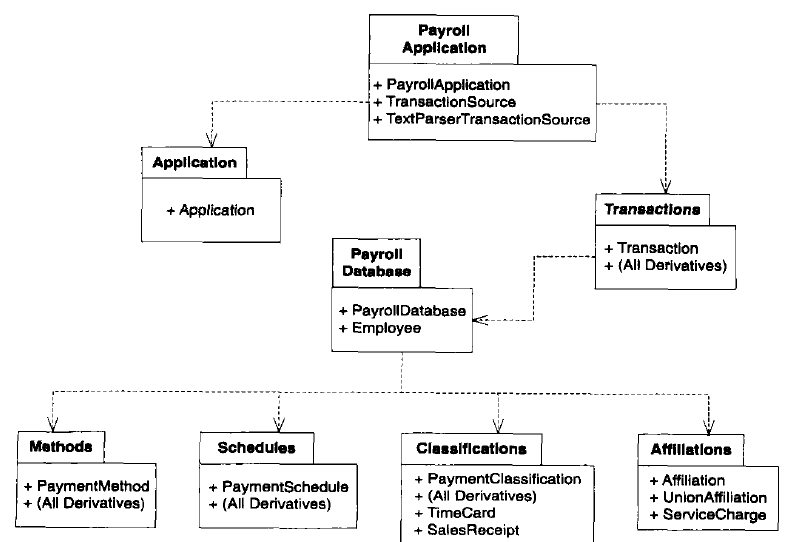 Payroll
Application
+ PayrollApplication
+ TransactionSource
+ TextParserTransactionSource
Application
+ Application
Transactions
+ Transaction
+ (All Derivatives)
Payroll
Database
+ PayrollDatabase
+ Employee
Methods
+ PaymentMethod
+ (All Derivatives)
Schedules
+ PaymentSchedule
+ (All Derivatives)
Classifications
+ PaymentClassification
+ (All Derivatives)
+ TimeCard
+ SalesReceipt
Affiliations
+ Affiliation
+ UnionAffiliation
+ ServiceCharge